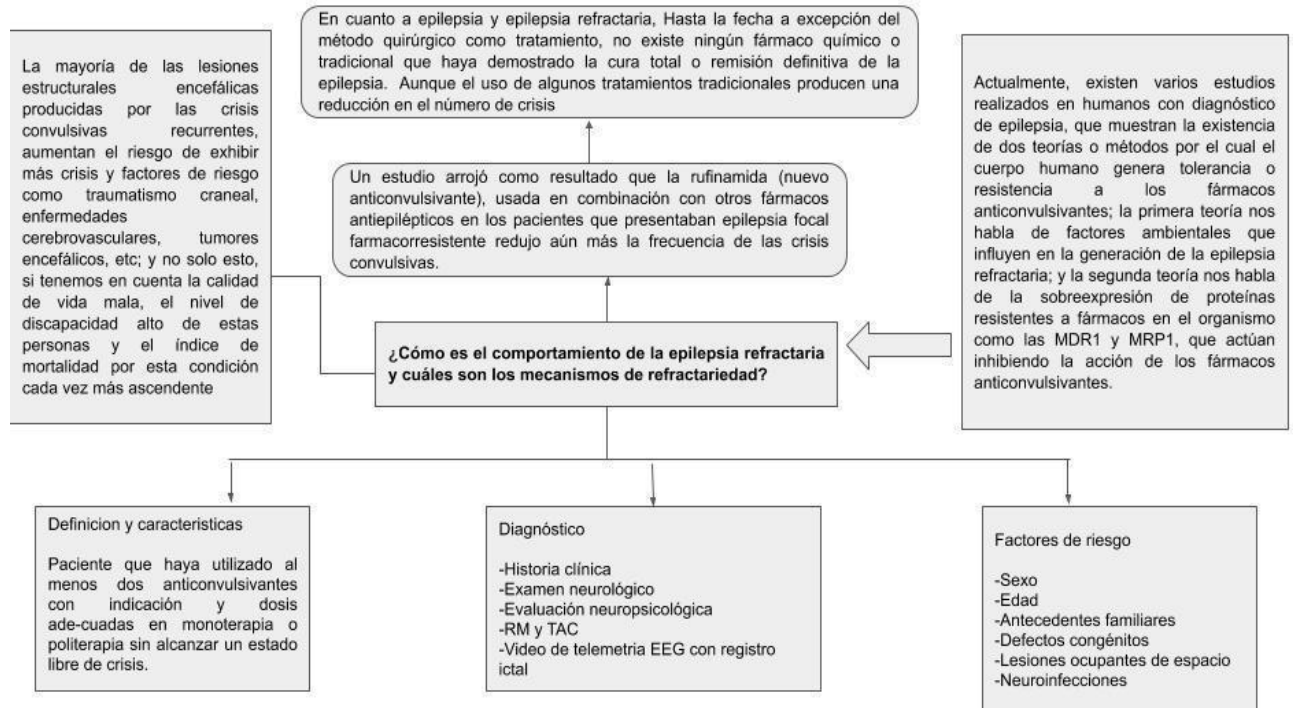 En cuanto a epilepsia y epilepsia refractaria, Hasta la fecha a excepción del
método quirúrgico como tratamiento, no existe ningún fármaco químico o
tradicional que haya demostrado la cura total o remisión definitiva de la
epilepsia. Aunque el uso de algunos tratamientos tradicionales producen una
reducción en el número de crisis
La mayoría de las lesiones
estructurales encefálicas
producidas por las crisis
convulsivas recurrentes,
aumentan el riesgo de exhibir
más crisis y factores de riesgo
como traumatismo craneal,
enfermedades
cerebrovasculares, tumores
encefálicos, etc; y no solo esto,
si tenemos en cuenta la calidad
de vida mala, el nivel de
discapacidad alto de estas
personas y el índice de
mortalidad por esta condición
cada vez más ascendente
Un estudio arrojó como resultado que la rufinamida (nuevo
anticonvulsivante), usada en combinación con otros fármacos
antiepilépticos en los pacientes que presentaban epilepsia focal
farmacorresistente redujo aún más la frecuencia de las crisis
convulsivas.
Actualmente, existen varios estudios
realizados en humanos con diagnóstico
de epilepsia, que muestran la existencia
de dos teorías o métodos por el cual el
cuerpo humano genera tolerancia o
resistencia a los fármacos
anticonvulsivantes; la primera teoría nos
habla de factores ambientales que
influyen en la generación de la epilepsia
refractaria; y la segunda teoría nos habla
de la sobreexpresión de proteínas
resistentes a fármacos en el organismo
como las MDR1 y MRP1, que actúan
inhibiendo la acción de los fármacos
anticonvulsivantes.
¿Cómo es el comportamiento de la epilepsia refractaria
y cuáles son los mecanismos de refractariedad?
Definicion y caracteristicas
Paciente que haya utilizado al
menos dos anticonvulsivantes
con indicación y dosis
ade-cuadas en monoterapia o
politerapia sin alcanzar un estado
libre de crisis.
Diagnóstico
-Historia clínica
-Examen neurológico
-Evaluación neuropsicológica
-RM y TAC
-Video de telemetria EEG con registro
ictal
Factores de riesgo
-Sexo
-Edad
-Antecedentes familiares
-Defectos congénitos
-Lesiones ocupantes de espacio
-Neuroinfecciones